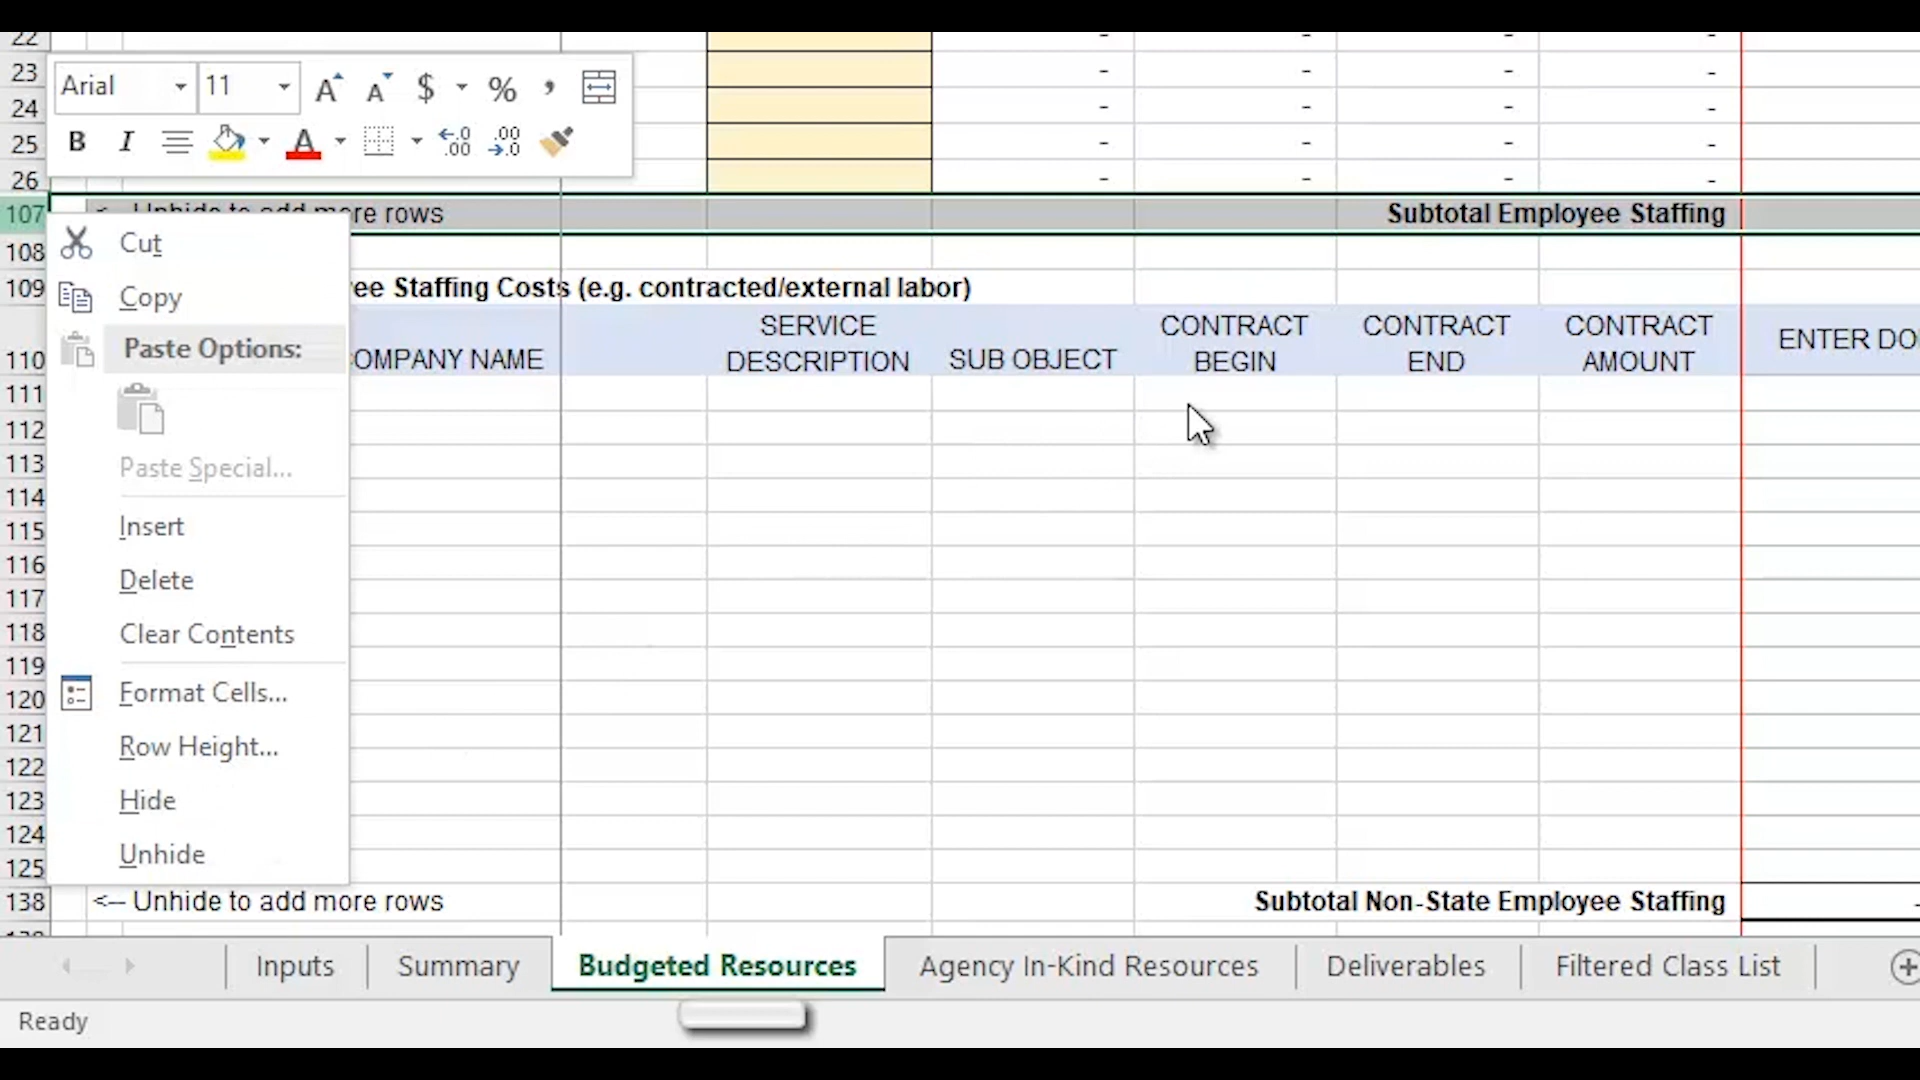 22 - - - -
Arial 11 A A $ % ,
23 - - - -
24 - - - -
B I A
25 - - - -
26 - - - -
107 more rows Subtotal Employee Staffing
Cut
108
Copy
109 ee Staffing Costs (e.g. contracted/external labor)
Paste Options:
110 OMPANY NAME SERVICE DESCRIPTION SUB OBJECT CONTRACT BEGIN CONTRACT END CONTRACT AMOUNT ENTER DO
111
112
113
Paste Special...
114
115
Insert
116
Delete
117
118
Clear Contents
119
120
Format Cells...
121
Row Height...
122
123
Hide
124
125
Unhide
138 <-- Unhide to add more rows Subtotal Non-State Employee Staffing -
Inputs Summary Budgeted Resources Agency In-Kind Resources Deliverables Filtered Class List
Ready